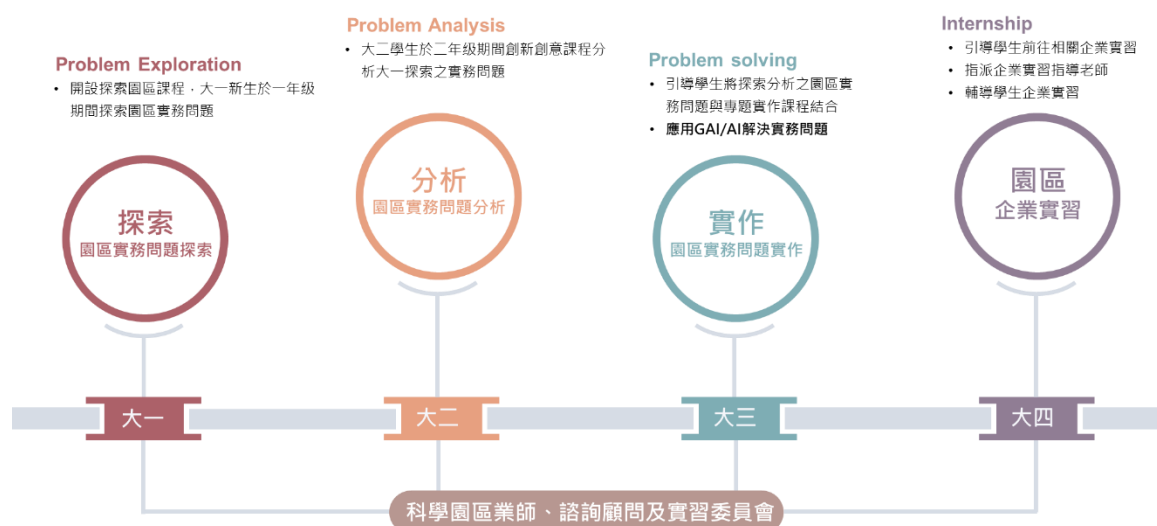 Problem Exploration
• 開設探索園區課程，大一新生於一年級
期間探索園區實務問題
探索
園區實務問題探索
大一
Problem Analysis
• 大二學生於二年級期間創新創意課程分
析大一探索之實務問題
分析
園區實務問題分析
大二
Problem solving
• 引導學生將探索分析之園區實
務問題與專題實作課程結合
• 應用GAI/AI解決實務問題
實作
園區實務問題實作
大三
Internship
• 引導學生前往相關企業實習
• 指派企業實習指導老師
• 輔導學生企業實習
園區
企業實習
大四
科學園區業師、諮詢顧問及實習委員會